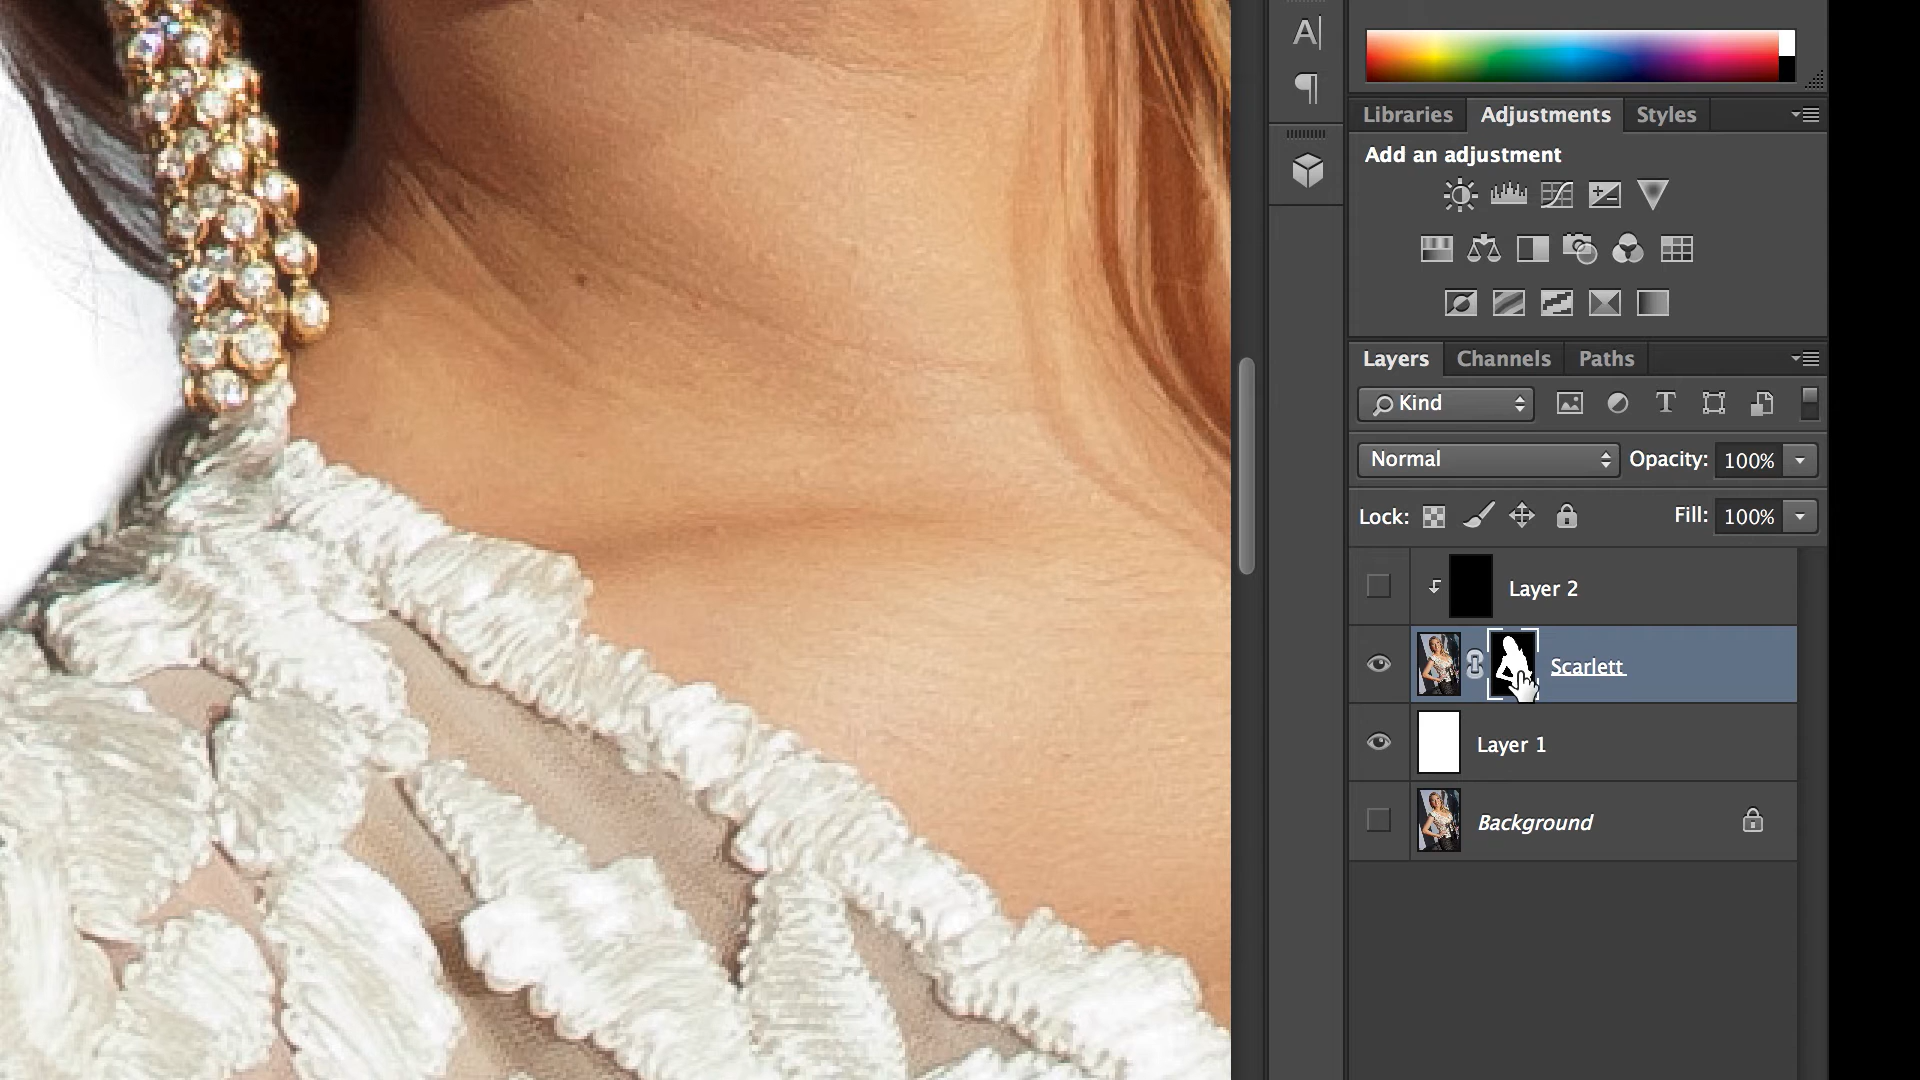 A|
Libraries Adjustments Styles
Add an adjustment
Layers Channels Paths
Kind
T
Normal Opacity: 100%
Lock: Fill: 100%
Layer 2
Scarlett
Layer 1
Background